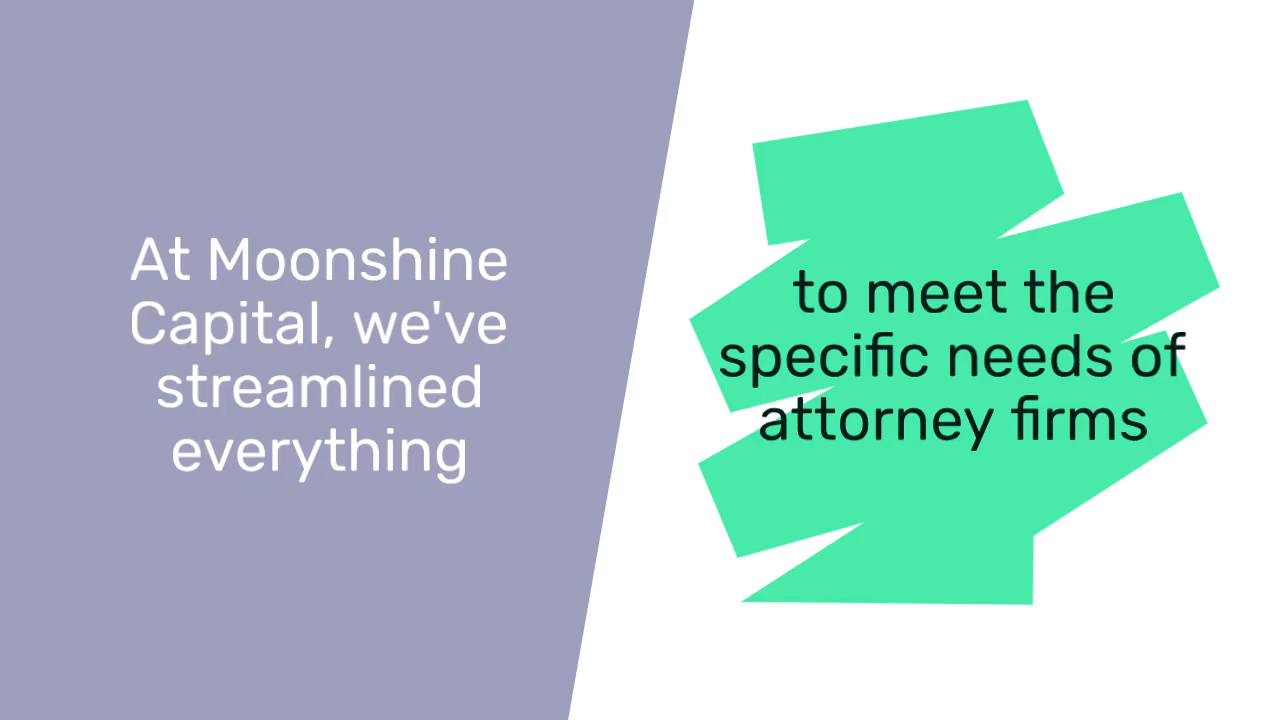 At Moonshine
Capital, we've
streamlined
everything
to meet the
specific needs of
attorney firms